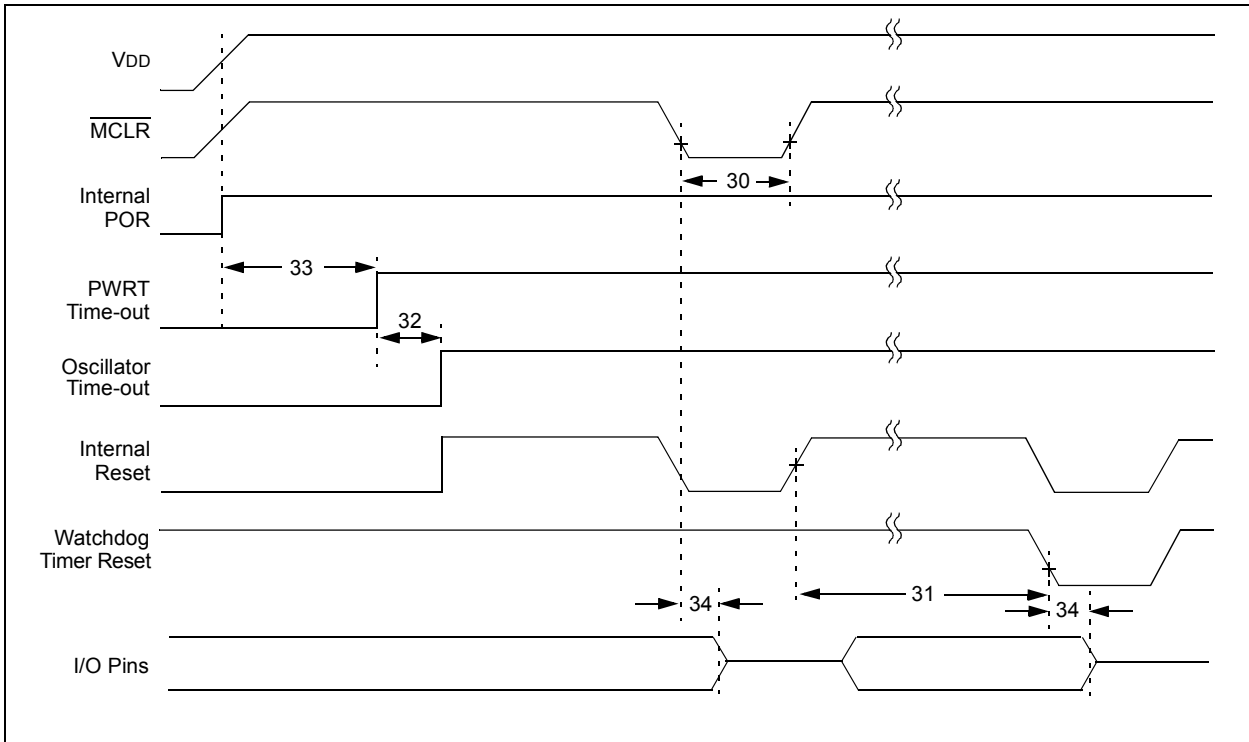 VDD
MCLR
30
Internal
POR
33
PWRT
Time-out
32
Oscillator
Time-out
Internal
Reset
Watchdog
Timer Reset
31
34
34
I/O Pins